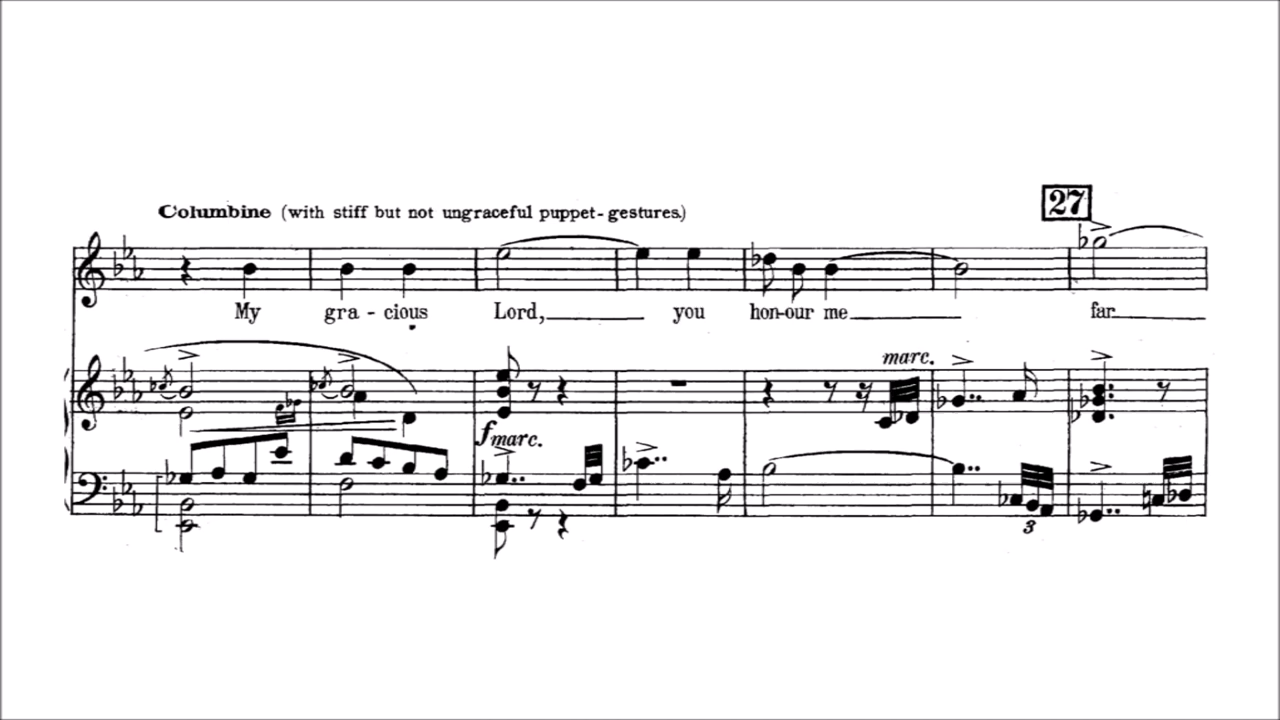 27
Columbine (with stiff but not ungraceful puppet-gestures.)
My gra - cious Lord, you hon-our me far
marc.
f marc.
3